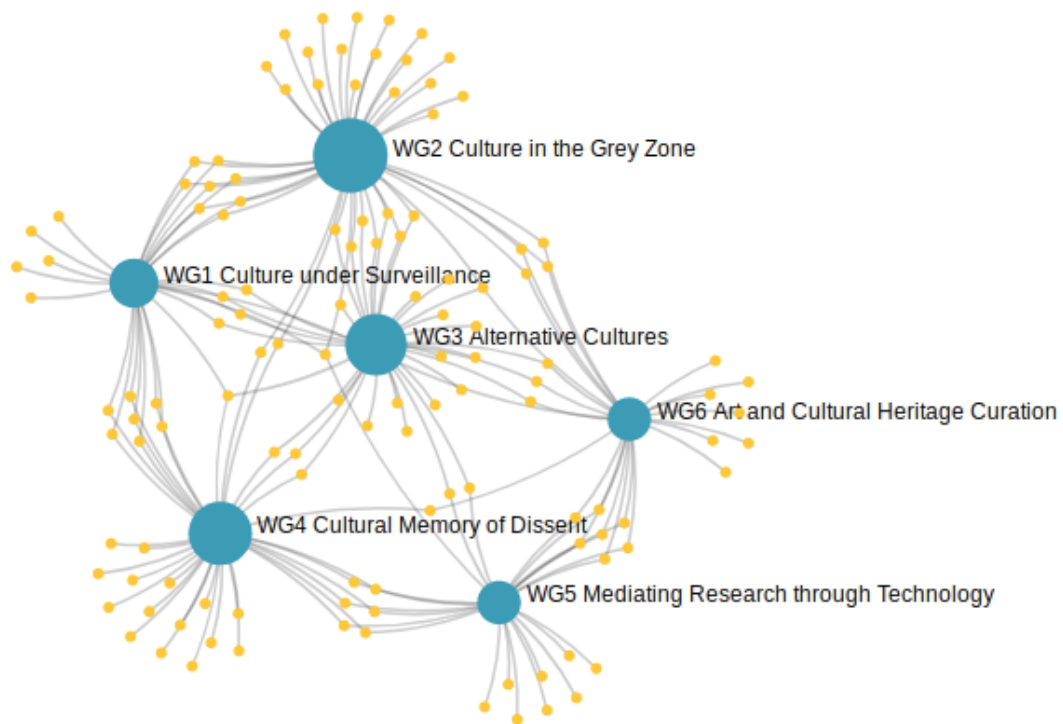 WG2 Culture in the Grey Zone
WG1 Culture under Surveillance
WG3 Alternative Cultures
WG6 Art and Cultural Heritage Curation
WG4 Cultural Memory of Dissent
WG5 Mediating Research through Technology